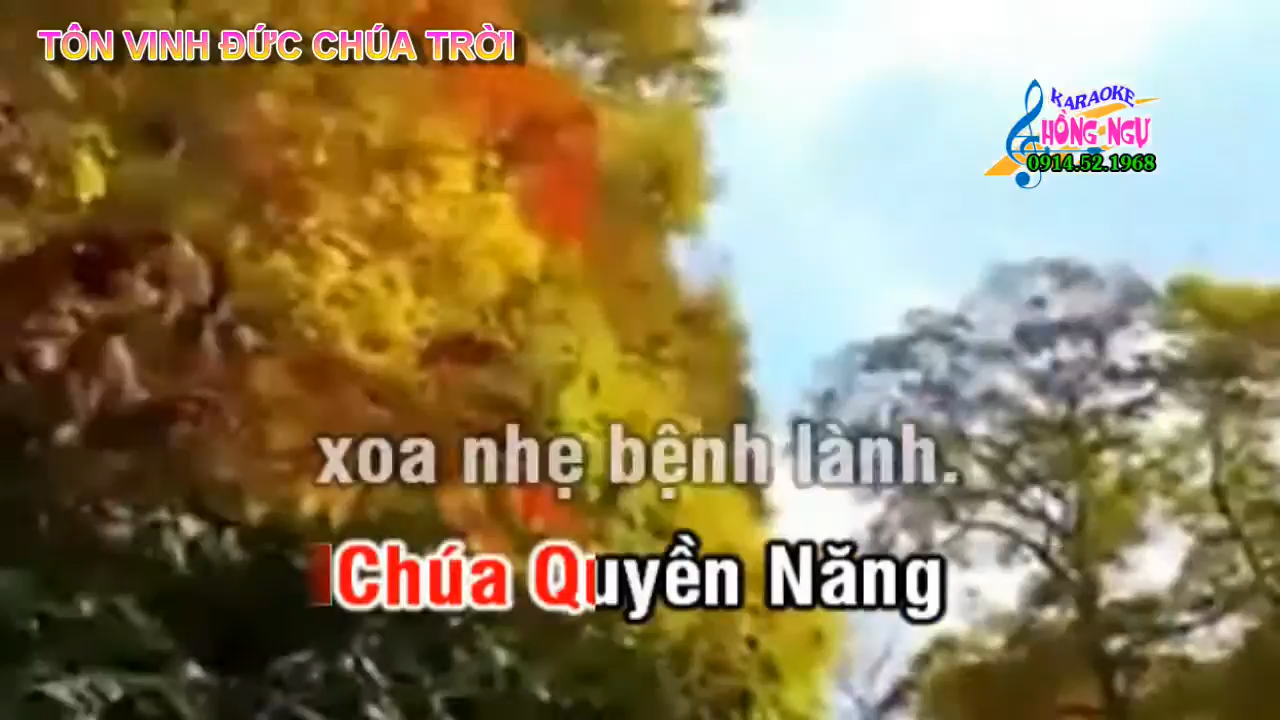 TÔN VINH ĐỨC CHÚA TRỜI
KARAOKE
HỒNG NGỰ
0914.52.1968
xoa nhẹ bệnh lành.
Chúa Quyền Năng